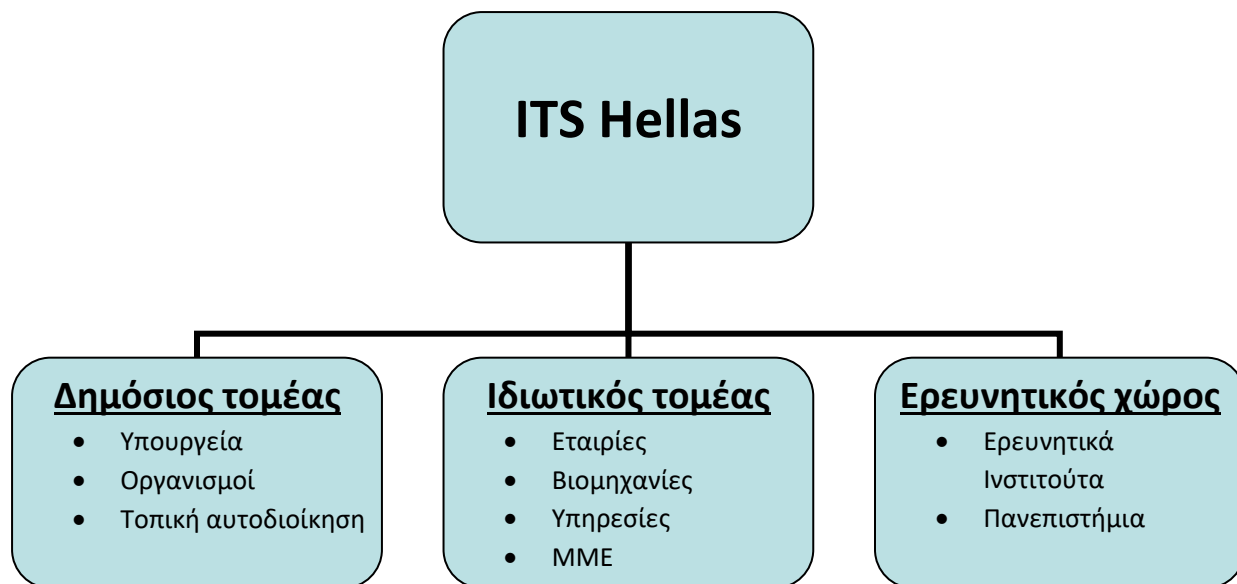 ITS Hellas
Δημόσιος τομέας
• Υπουργεία
• Οργανισμοί
• Τοπική αυτοδιοίκηση
Ιδιωτικός τομέας
• Εταιρίες
• Βιομηχανίες
• Υπηρεσίες
• ΜΜΕ
Ερευνητικός χώρος
• Ερευνητικά
Ινστιτούτα
• Πανεπιστήμια